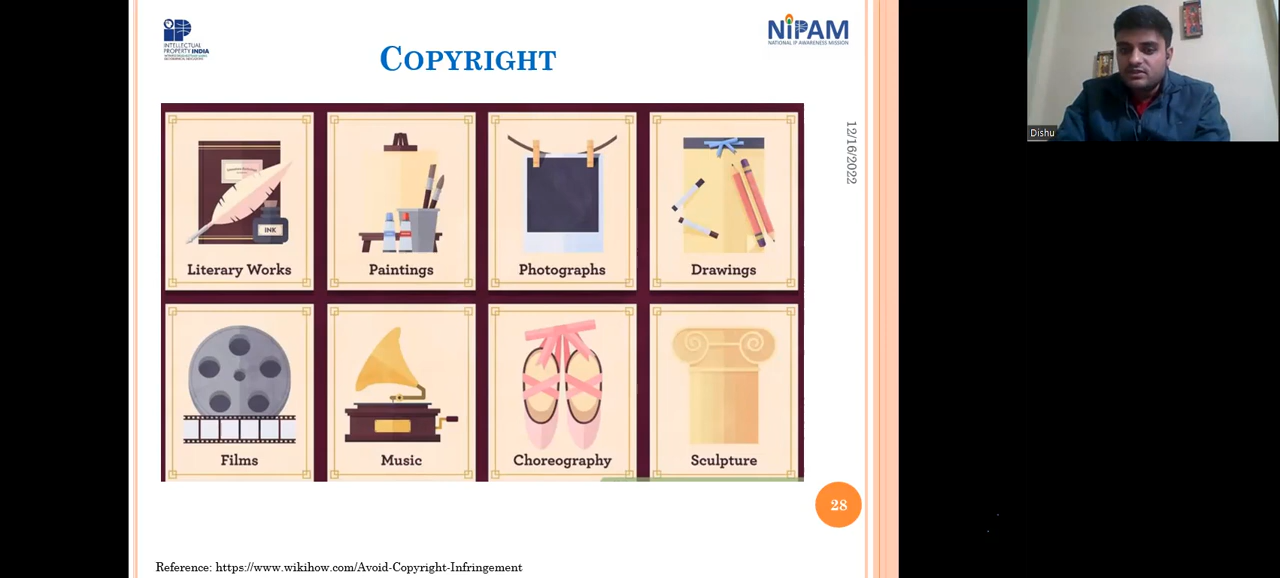 INTELLECTUAL
PROPERTY INDIA
NiPAM
NATIONAL IP AWARENESS MISSION
COPYRIGHT
12/16/2022
Dishu
INK
Literary Works
Paintings
Photographs
Drawings
Films
Music
Choreography
Sculpture
28
Reference: https://www.wikihow.com/Avoid-Copyright-Infringement